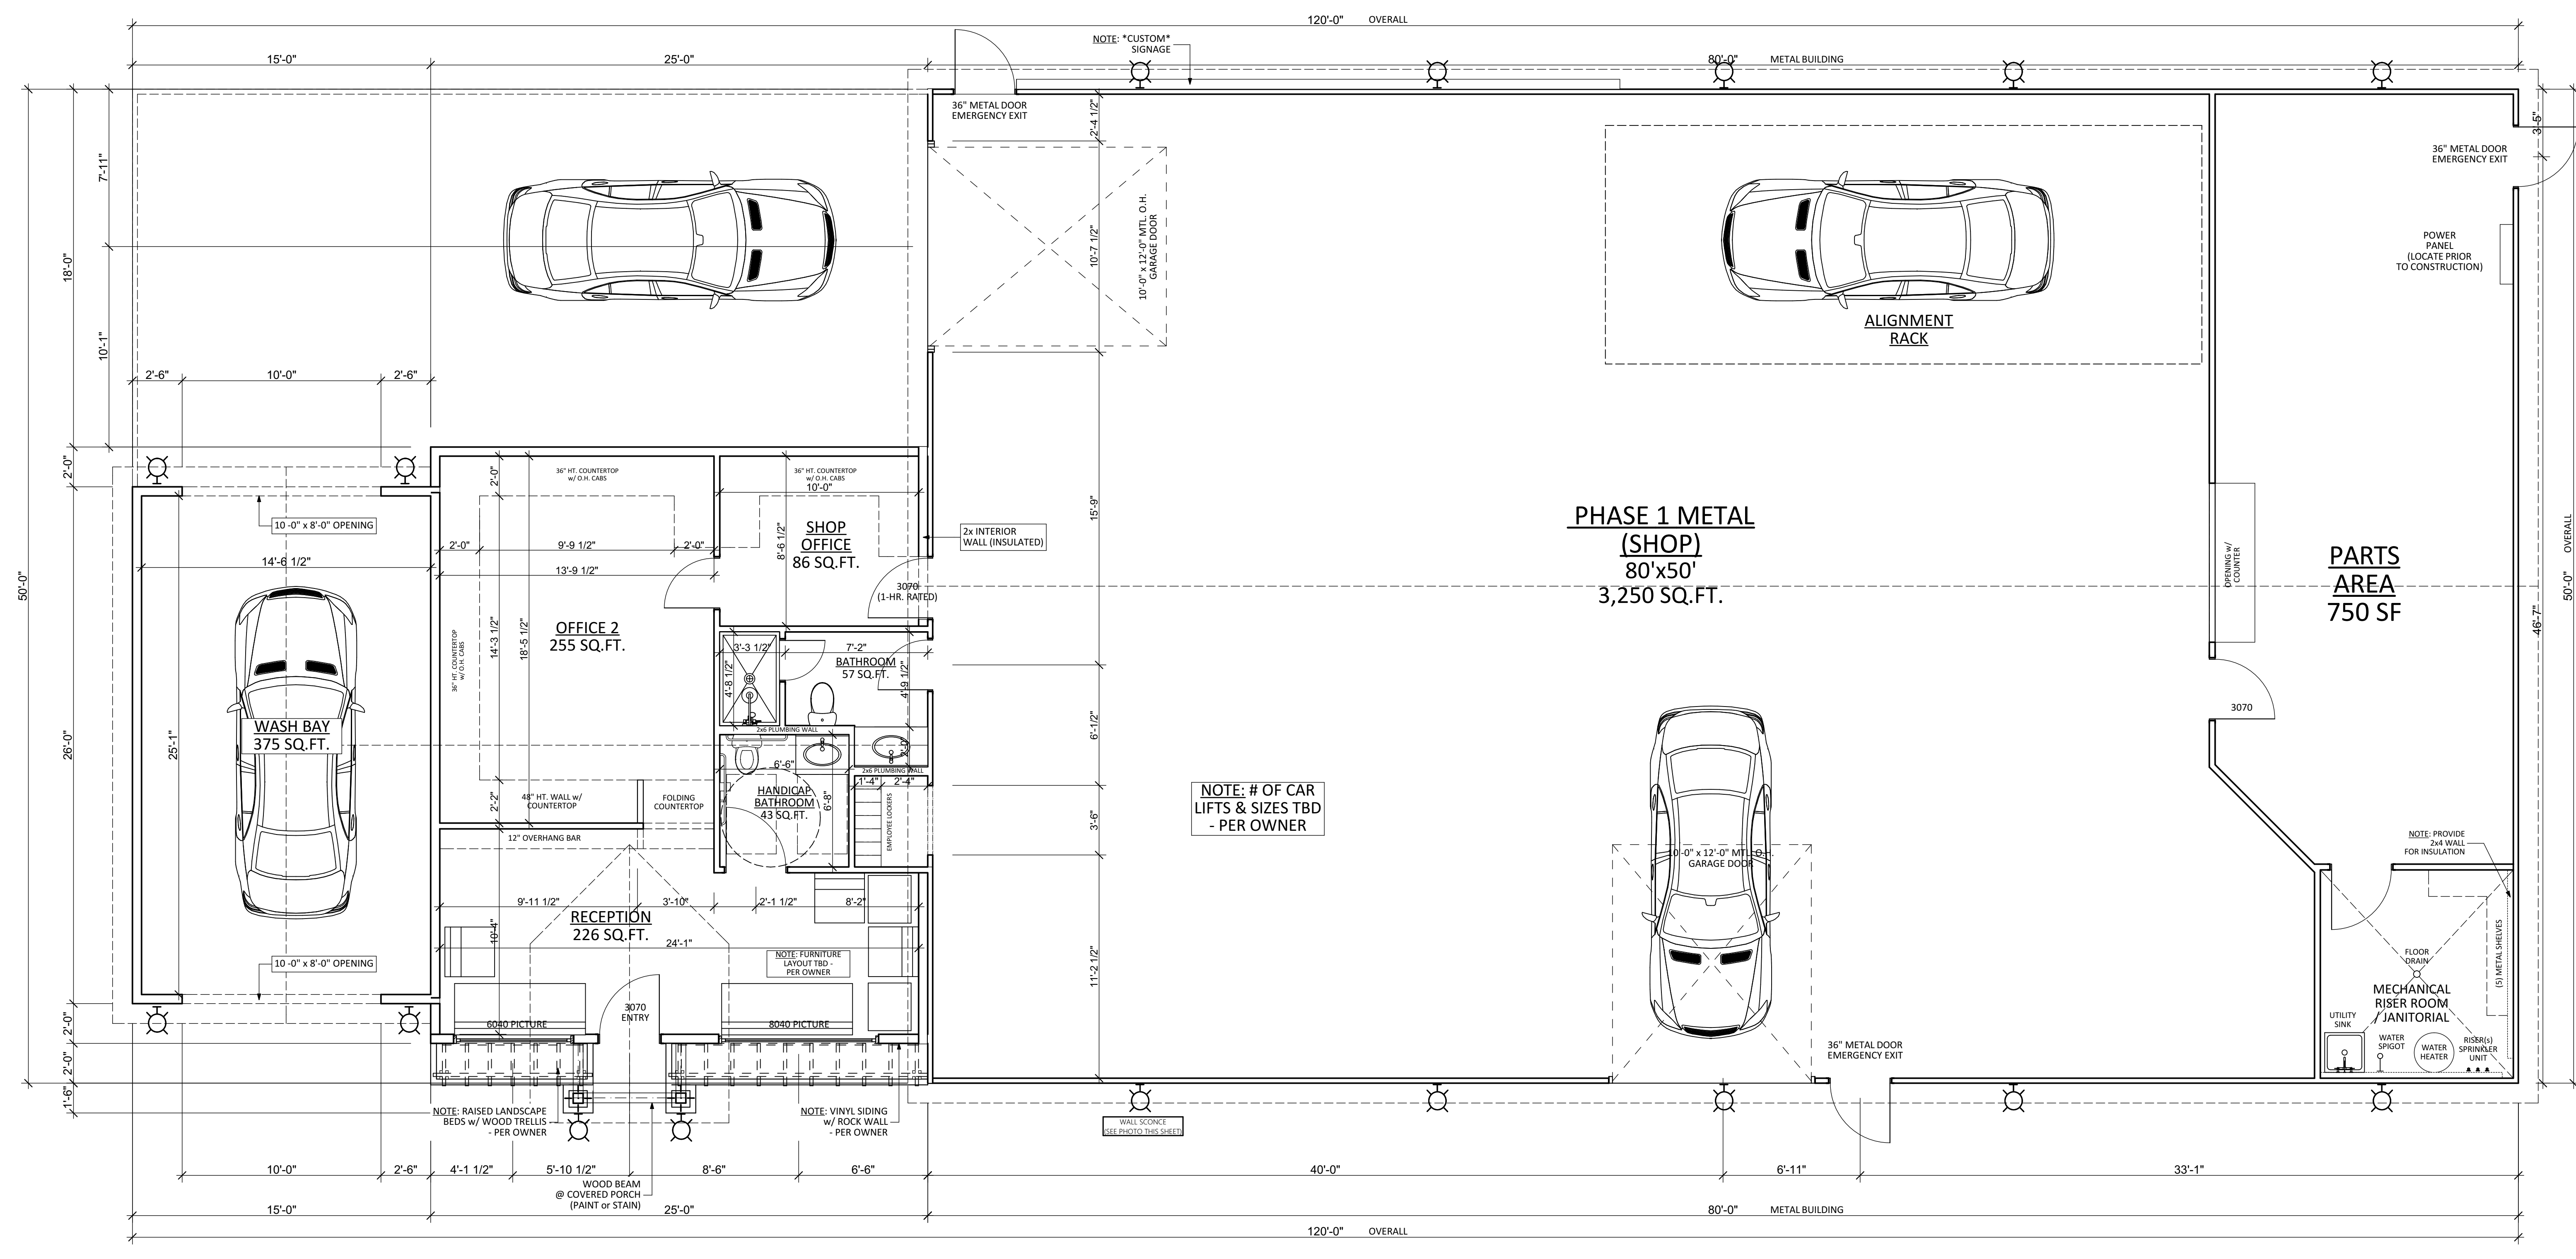 120'-0" OVERALL
NOTE: *CUSTOM*
SIGNAGE
15'-0"
25'-0"
80'-0" METAL BUILDING
36" METAL DOOR
EMERGENCY EXIT
2'-4 1/2"
3'-5"
36" METAL DOOR
EMERGENCY EXIT
7'-11"
18'-0"
10'-1"
10'-7 1/2"
10'-0" x 12'-0" MTL. O.H.
GARAGE DOOR
POWER
PANEL
(LOCATE PRIOR
TO CONSTRUCTION)
ALIGNMENT
RACK
2'-6"
10'-0"
2'-6"
2'-0"
2'-0"
36" HT. COUNTERTOP
w/ O.H. CABS
36" HT. COUNTERTOP
w/ O.H. CABS
10'-0"
10 -0" x 8'-0" OPENING
SHOP
OFFICE
86 SQ.FT.
8'-6 1/2"
2x INTERIOR
WALL (INSULATED)
15'-9"
PHASE 1 METAL
(SHOP)
80'x50'
3,250 SQ.FT.
OPENING w/
COUNTER
PARTS
AREA
750 SF
50'-0" OVERALL
46'-7"
50'-0"
2'-0"
9'-9 1/2"
2'-0"
14'-6 1/2"
13'-9 1/2"
3070
(1-HR. RATED)
OFFICE 2
255 SQ.FT.
14'-3 1/2"
18'-5 1/2"
36" HT. COUNTERTOP
w/ O.H. CABS
3'-3 1/2"
7'-2"
BATHROOM
57 SQ.FT.
4'-8 1/2"
4'-9 1/2"
3070
WASH BAY
375 SQ.FT.
25'-1"
26'-0"
2x6 PLUMBING WALL
2'-0"
6'-1/2"
6'-6"
2x6 PLUMBING WALL
1'-4"
2'-4"
HANDICAP
BATHROOM
43 SQ.FT.
6'-8"
EMPLOYEE LOCKERS
3'-6"
2'-2"
48" HT. WALL w/
COUNTERTOP
FOLDING
COUNTERTOP
12" OVERHANG BAR
NOTE: # OF CAR
LIFTS & SIZES TBD
- PER OWNER
10 -0" x 12'-0" MTL. O.H.
GARAGE DOOR
NOTE: PROVIDE
2x4 WALL
FOR INSULATION
9'-11 1/2"
3'-10"
2'-1 1/2"
8'-2"
RECEPTION
226 SQ.FT.
10'-4"
24'-1"
NOTE: FURNITURE
LAYOUT TBD -
PER OWNER
10 -0" x 8'-0" OPENING
11'-2 1/2"
FLOOR
DRAIN
(5) METAL SHELVES
MECHANICAL
RISER ROOM
/ JANITORIAL
UTILITY
SINK
WATER
SPIGOT
WATER
HEATER
RISER(s)
SPRINKLER
UNIT
3070
ENTRY
6040 PICTURE
8040 PICTURE
36" METAL DOOR
EMERGENCY EXIT
2'-0"
2'-0"
1'-6"
NOTE: RAISED LANDSCAPE
BEDS w/ WOOD TRELLIS
- PER OWNER
NOTE: VINYL SIDING
w/ ROCK WALL
- PER OWNER
WALL SCONCE
(SEE PHOTO THIS SHEET)
10'-0"
2'-6"
4'-1 1/2"
5'-10 1/2"
8'-6"
6'-6"
40'-0"
6'-11"
33'-1"
WOOD BEAM
@ COVERED PORCH
(PAINT or STAIN)
15'-0"
25'-0"
80'-0" METAL BUILDING
120'-0" OVERALL